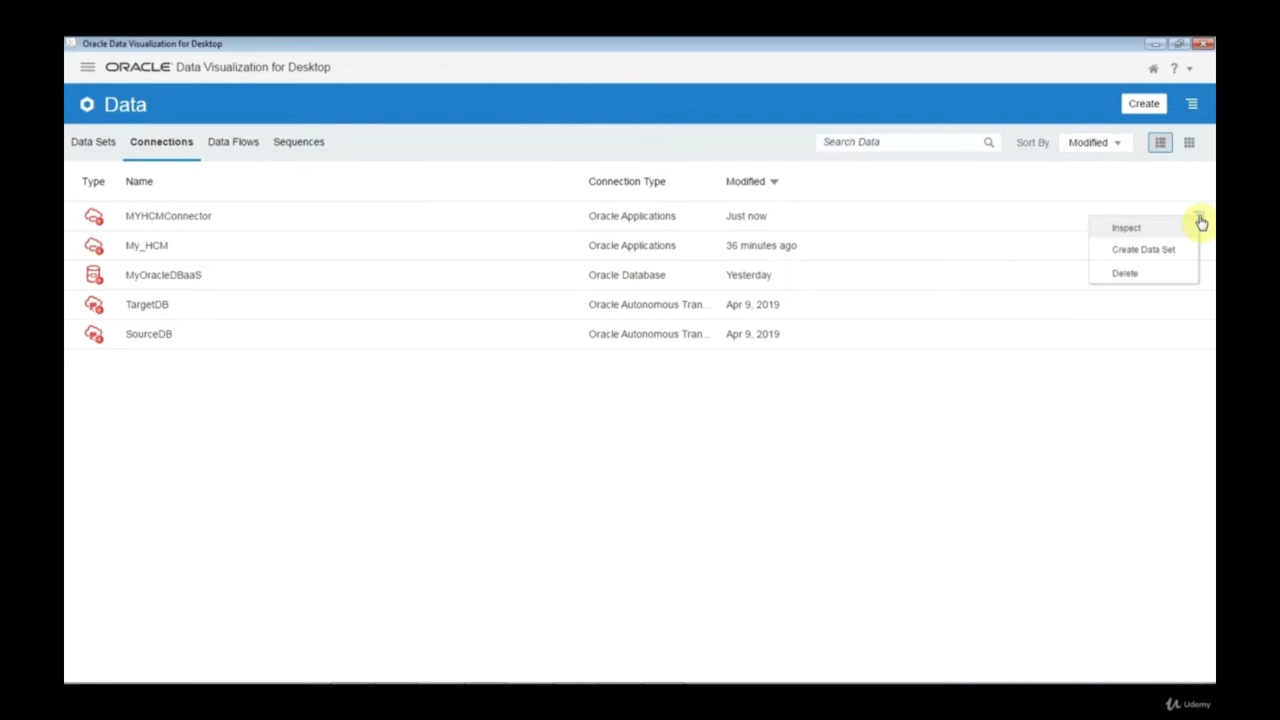 Oracle Data Visualization for Desktop
ORACLE Data Visualization for Desktop ?
Data Create
Data Sets Connections Data Flows Sequences Search Data Sort By Modified
Type Name Connection Type Modified
MYHCMConnector Oracle Applications Just now
Inspect
My_HCM Oracle Applications 36 minutes ago
Create Data Set
MyOracleDBaaS Oracle Database Yesterday
Delete
TargetDB Oracle Autonomous Tran... Apr 9, 2019
SourceDB Oracle Autonomous Tran... Apr 9, 2019
Udemy